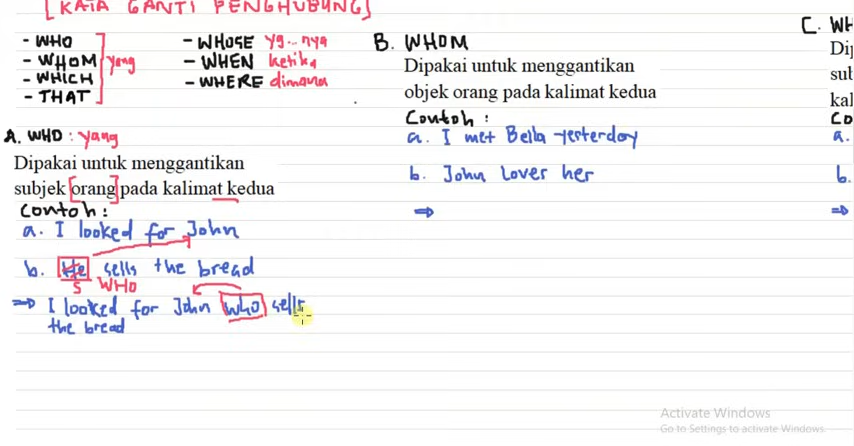 [KATA GANTI PENGHUBUNG]
- WHO
- WHOM
- WHICH
- THAT
yang
- WHOSE yg...nya
- WHEN ketika
- WHERE dimana
A. WHO : yang
Dipakai untuk menggantikan
subjek [orang] pada kalimat kedua
Contoh :
a. I looked for John
b. He sells the bread
S WHO
⇒ I looked for John who sells
the bread
B. WHOM
Dipakai untuk menggantikan
objek orang pada kalimat kedua
Contoh :
a. I met Bella yesterday
b. John Lover her
⇒
C. WH
Dip
sub
kal
Co
a.
b.
⇒
Activate Windows
Go to Settings to activate Windows.